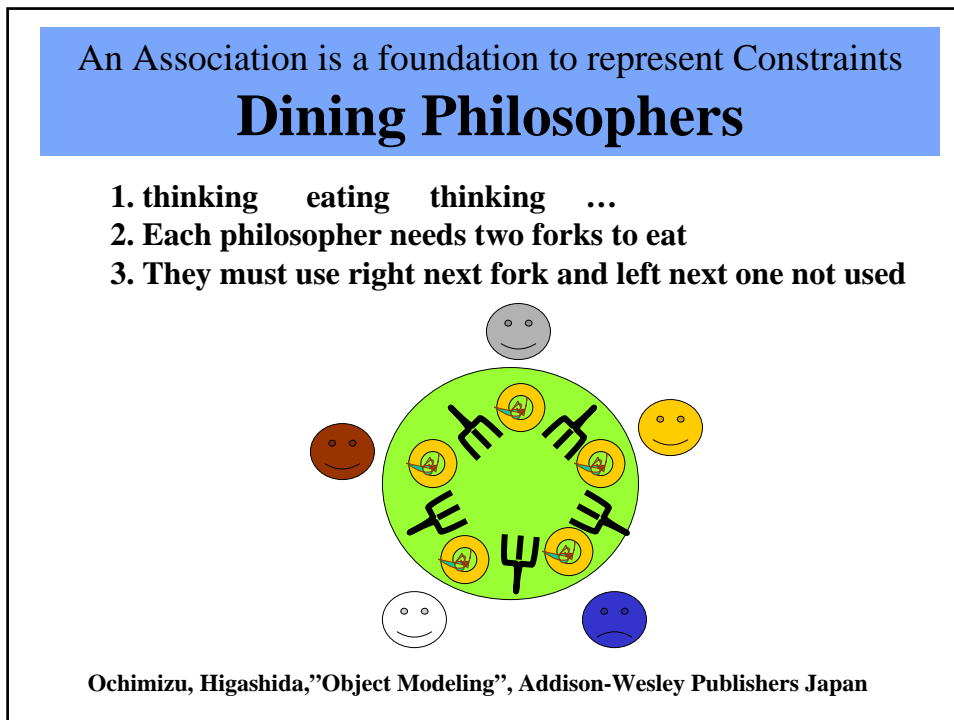 An Association is a foundation to represent Constraints
Dining Philosophers
1. thinking eating thinking …
2. Each philosopher needs two forks to eat
3. They must use right next fork and left next one not used
Ochimizu, Higashida,”Object Modeling”, Addison-Wesley Publishers Japan